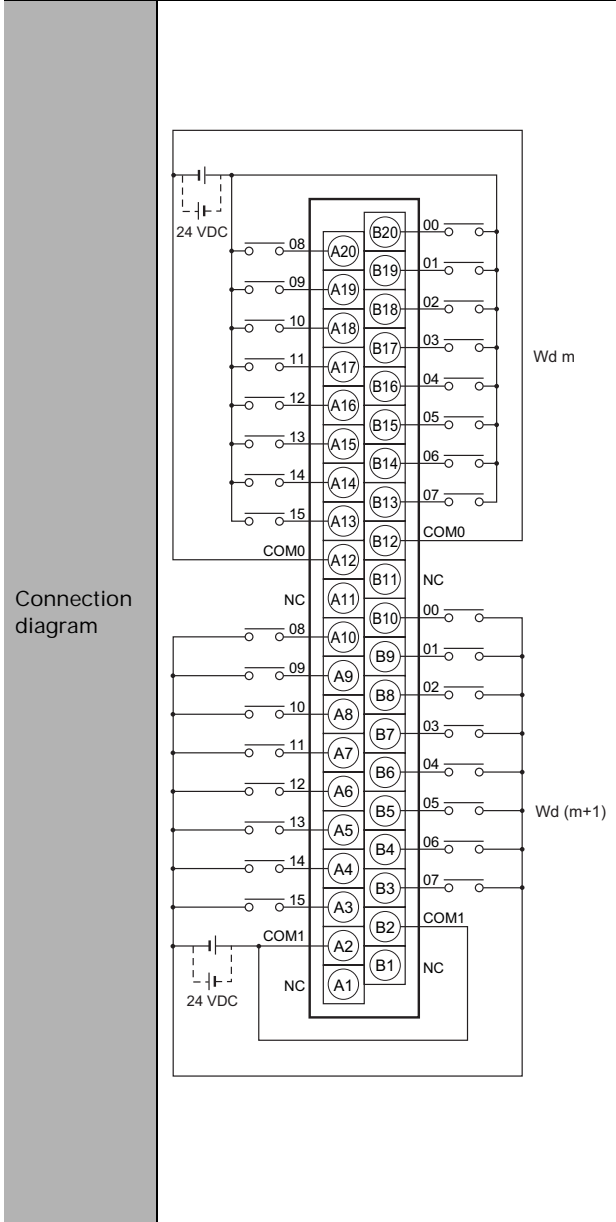 24 VDC
B20 00
08 A20
B19 01
09 A19
B18 02
10 A18
B17 03
Wd m
11 A17
B16 04
12 A16
B15 05
13 A15
B14 06
14 A14
B13 07
15 A13
B12 COM0
COM0 A12
B11 NC
Connection
diagram
NC A11
B10 00
08 A10
B9 01
09 A9
B8 02
10 A8
B7 03
11 A7
B6 04
12 A6
B5 05
Wd (m+1)
13 A5
B4 06
14 A4
B3 07
15 A3
B2 COM1
COM1 A2
B1 NC
NC A1
24 VDC